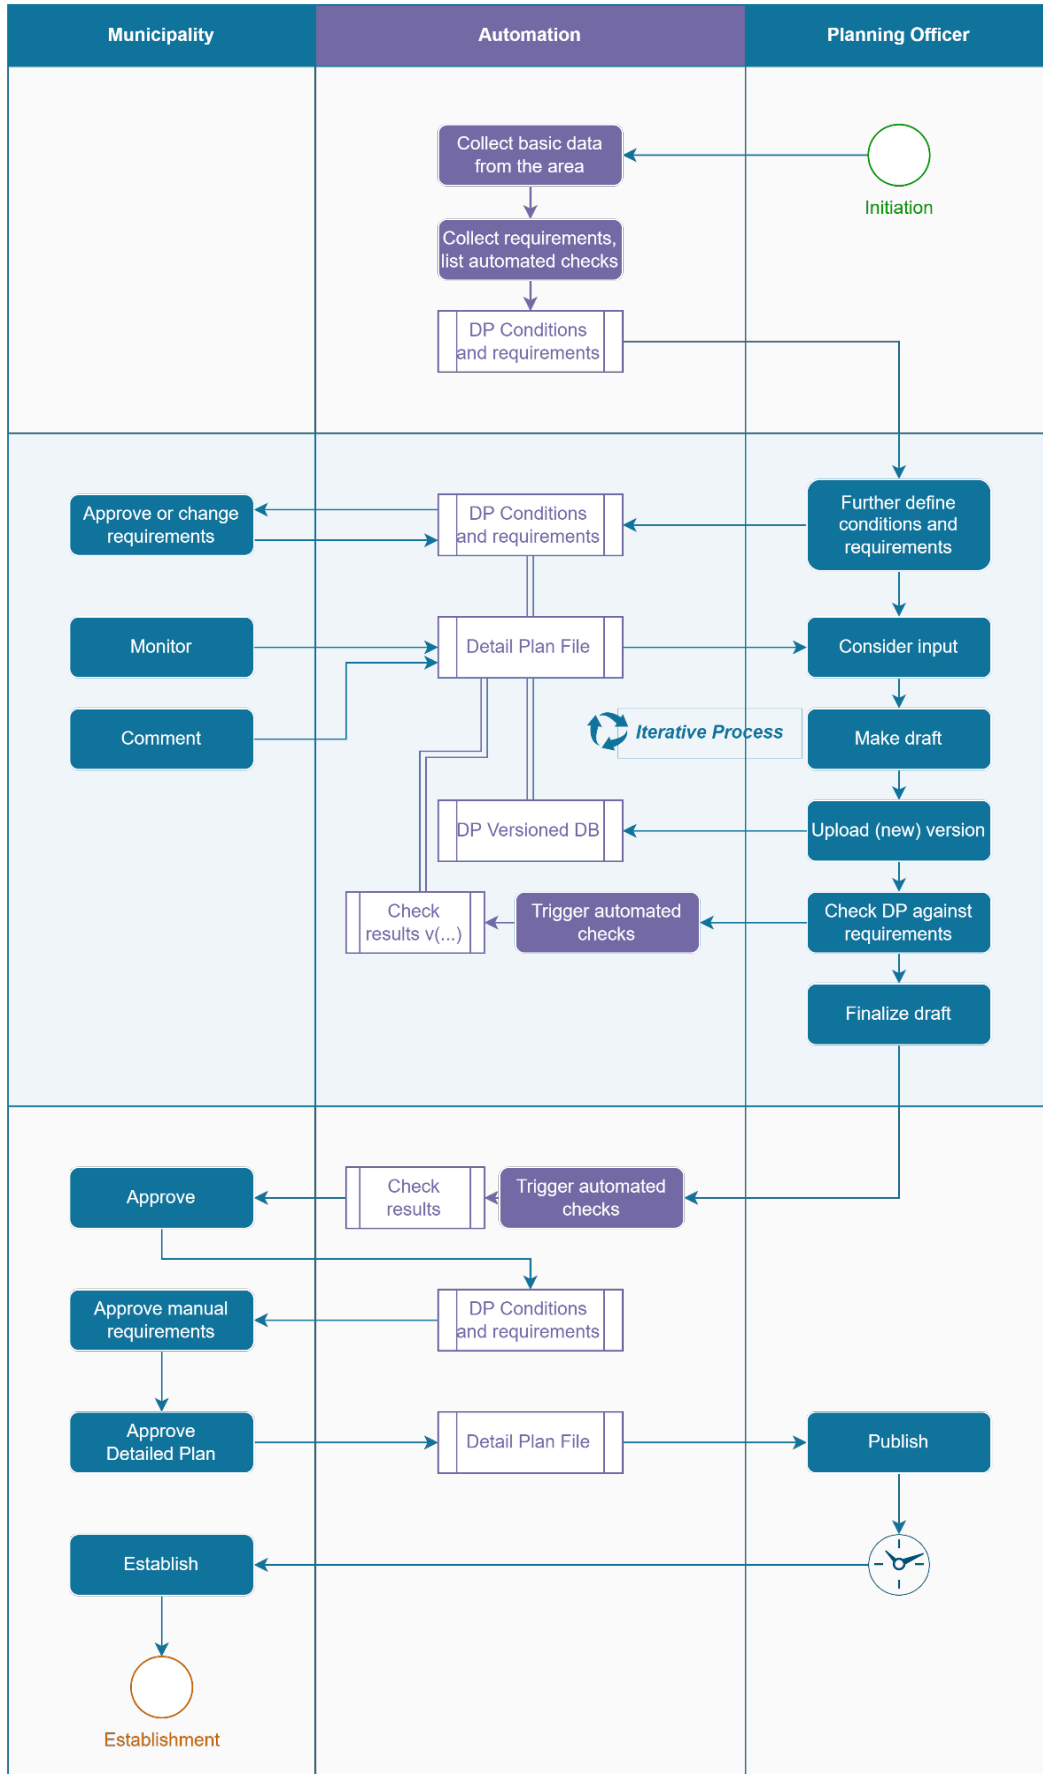 Municipality
Automation
Planning Officer
Collect basic data
from the area
Initiation
Collect requirements,
list automated checks
DP Conditions
and requirements
Approve or change
requirements
DP Conditions
and requirements
Further define
conditions and
requirements
Monitor
Detail Plan File
Consider input
Comment
Iterative Process
Make draft
DP Versioned DB
Upload (new) version
Check
results v(...)
Trigger automated
checks
Check DP against
requirements
Finalize draft
Approve
Check
results
Trigger automated
checks
Approve manual
requirements
DP Conditions
and requirements
Approve
Detailed Plan
Detail Plan File
Publish
Establish
Establishment